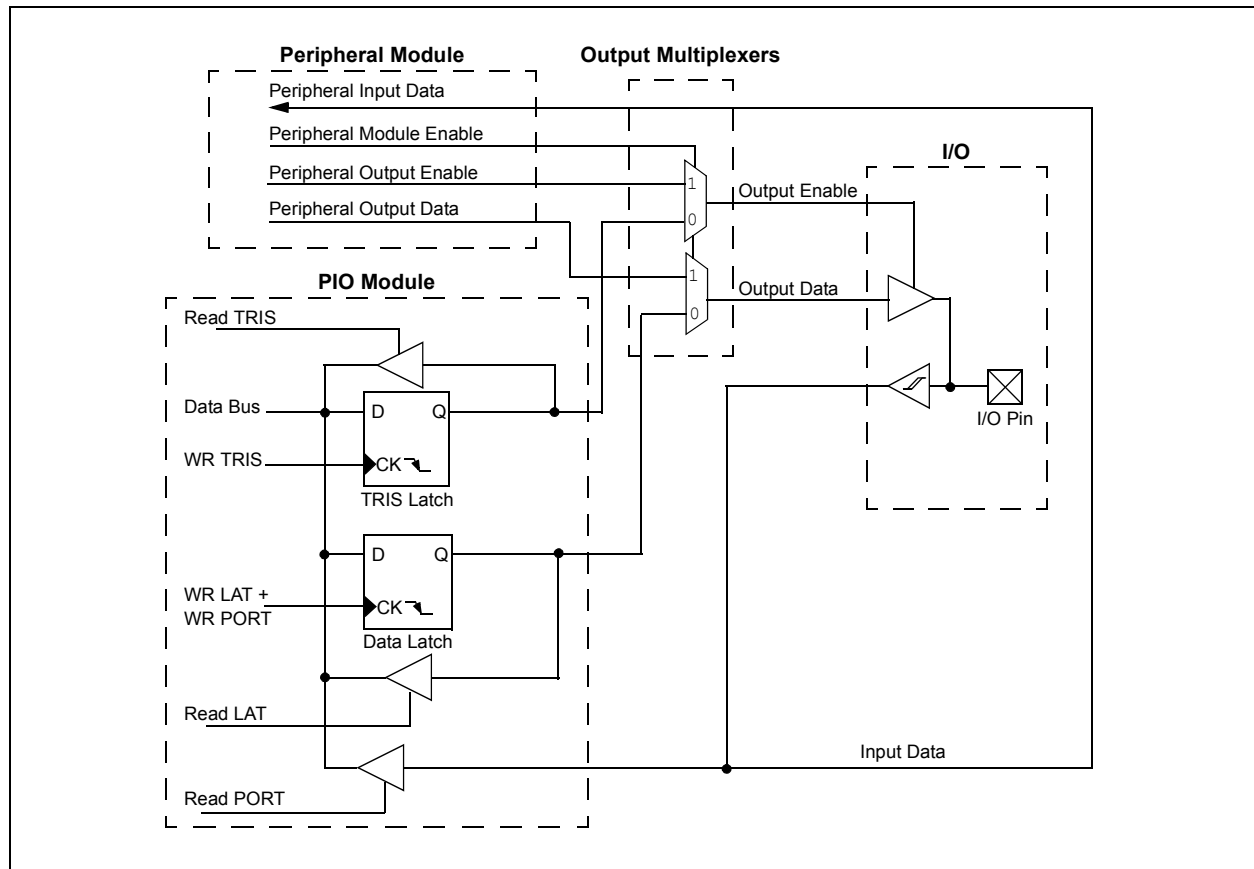 Peripheral Module
Output Multiplexers
Peripheral Input Data
Peripheral Module Enable
Peripheral Output Enable
Peripheral Output Data
1
0
1
0
Output Enable
Output Data
I/O
I/O Pin
PIO Module
Read TRIS
Data Bus
D
Q
WR TRIS
CK
TRIS Latch
D
Q
WR LAT +
WR PORT
CK
Data Latch
Read LAT
Read PORT
Input Data